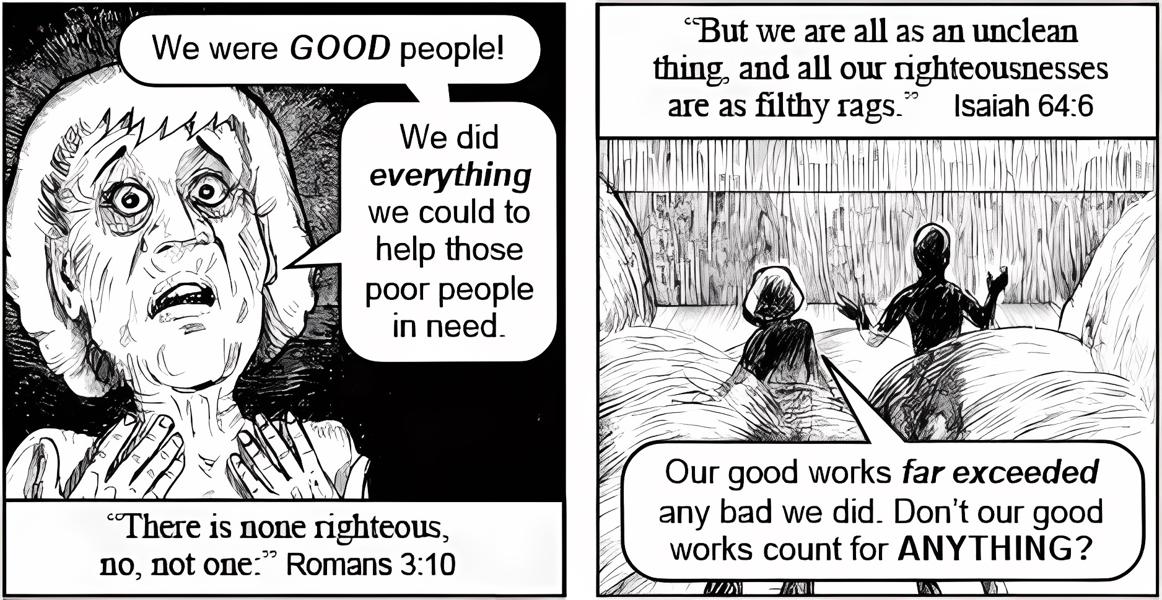 We were GOOD people!
We did
everything
we could to
help those
poor people
in need.
“There is none righteous,
no, not one:” Romans 3:10
“But we are all as an unclean
thing, and all our righteousnesses
are as filthy rags.” Isaiah 64:6
Our good works far exceeded
any bad we did. Don’t our good
works count for ANYTHING?